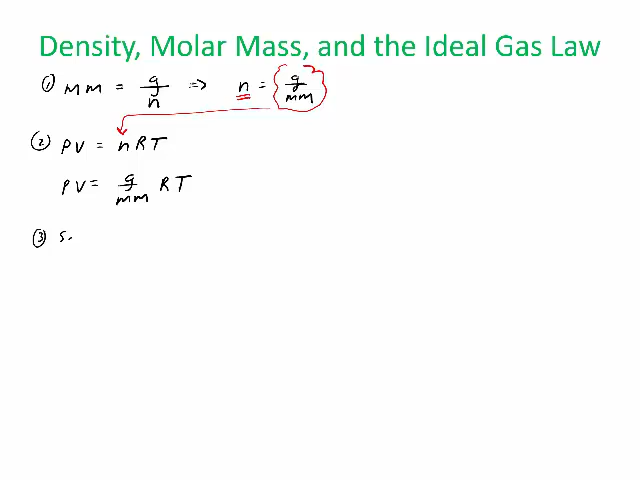 Density, Molar Mass, and the Ideal Gas Law
① MM = g/n ⇒ n = g/MM
② PV = nRT
PV = g/MM RT
③ S.